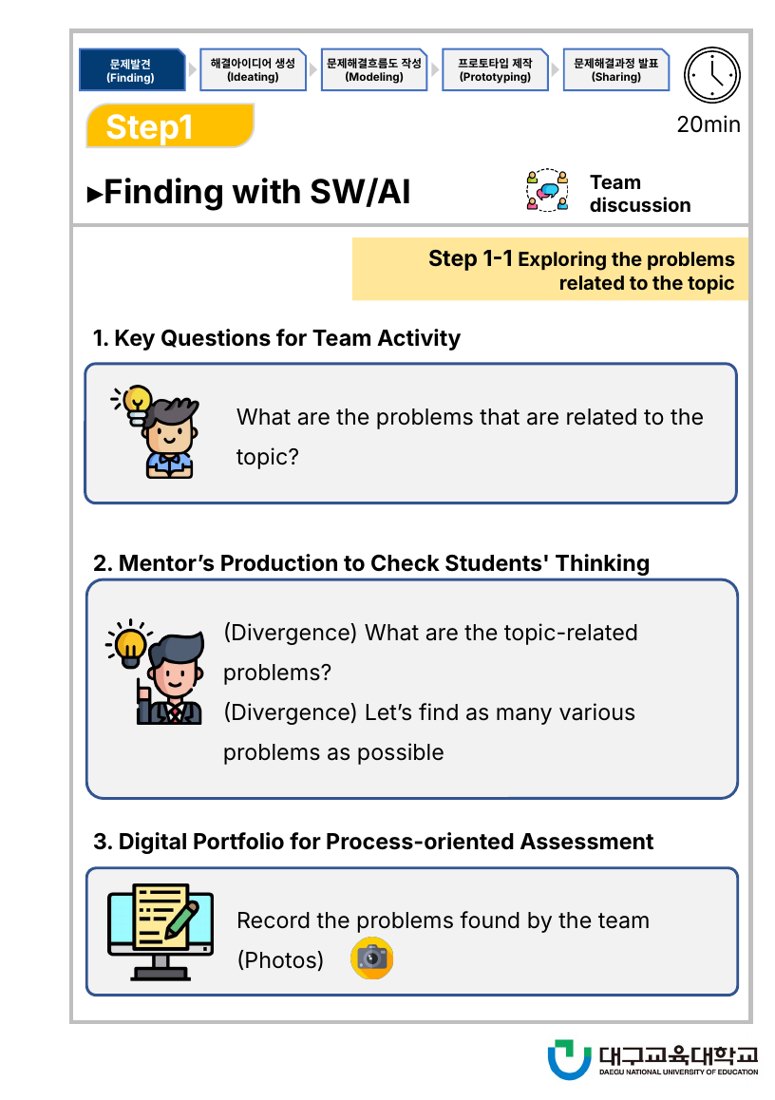 문제발견
(Finding)
해결아이디어 생성
(Ideating)
문제해결흐름도 작성
(Modeling)
프로토타입 제작
(Prototyping)
문제해결과정 발표
(Sharing)
Step1
20min
▸Finding with SW/AI
Team
discussion
Step 1-1 Exploring the problems
related to the topic
1. Key Questions for Team Activity
What are the problems that are related to the
topic?
2. Mentor’s Production to Check Students' Thinking
(Divergence) What are the topic-related
problems?
(Divergence) Let’s find as many various
problems as possible
3. Digital Portfolio for Process-oriented Assessment
Record the problems found by the team
(Photos)
대구교육대학교
DAEGU NATIONAL UNIVERSITY OF EDUCATION